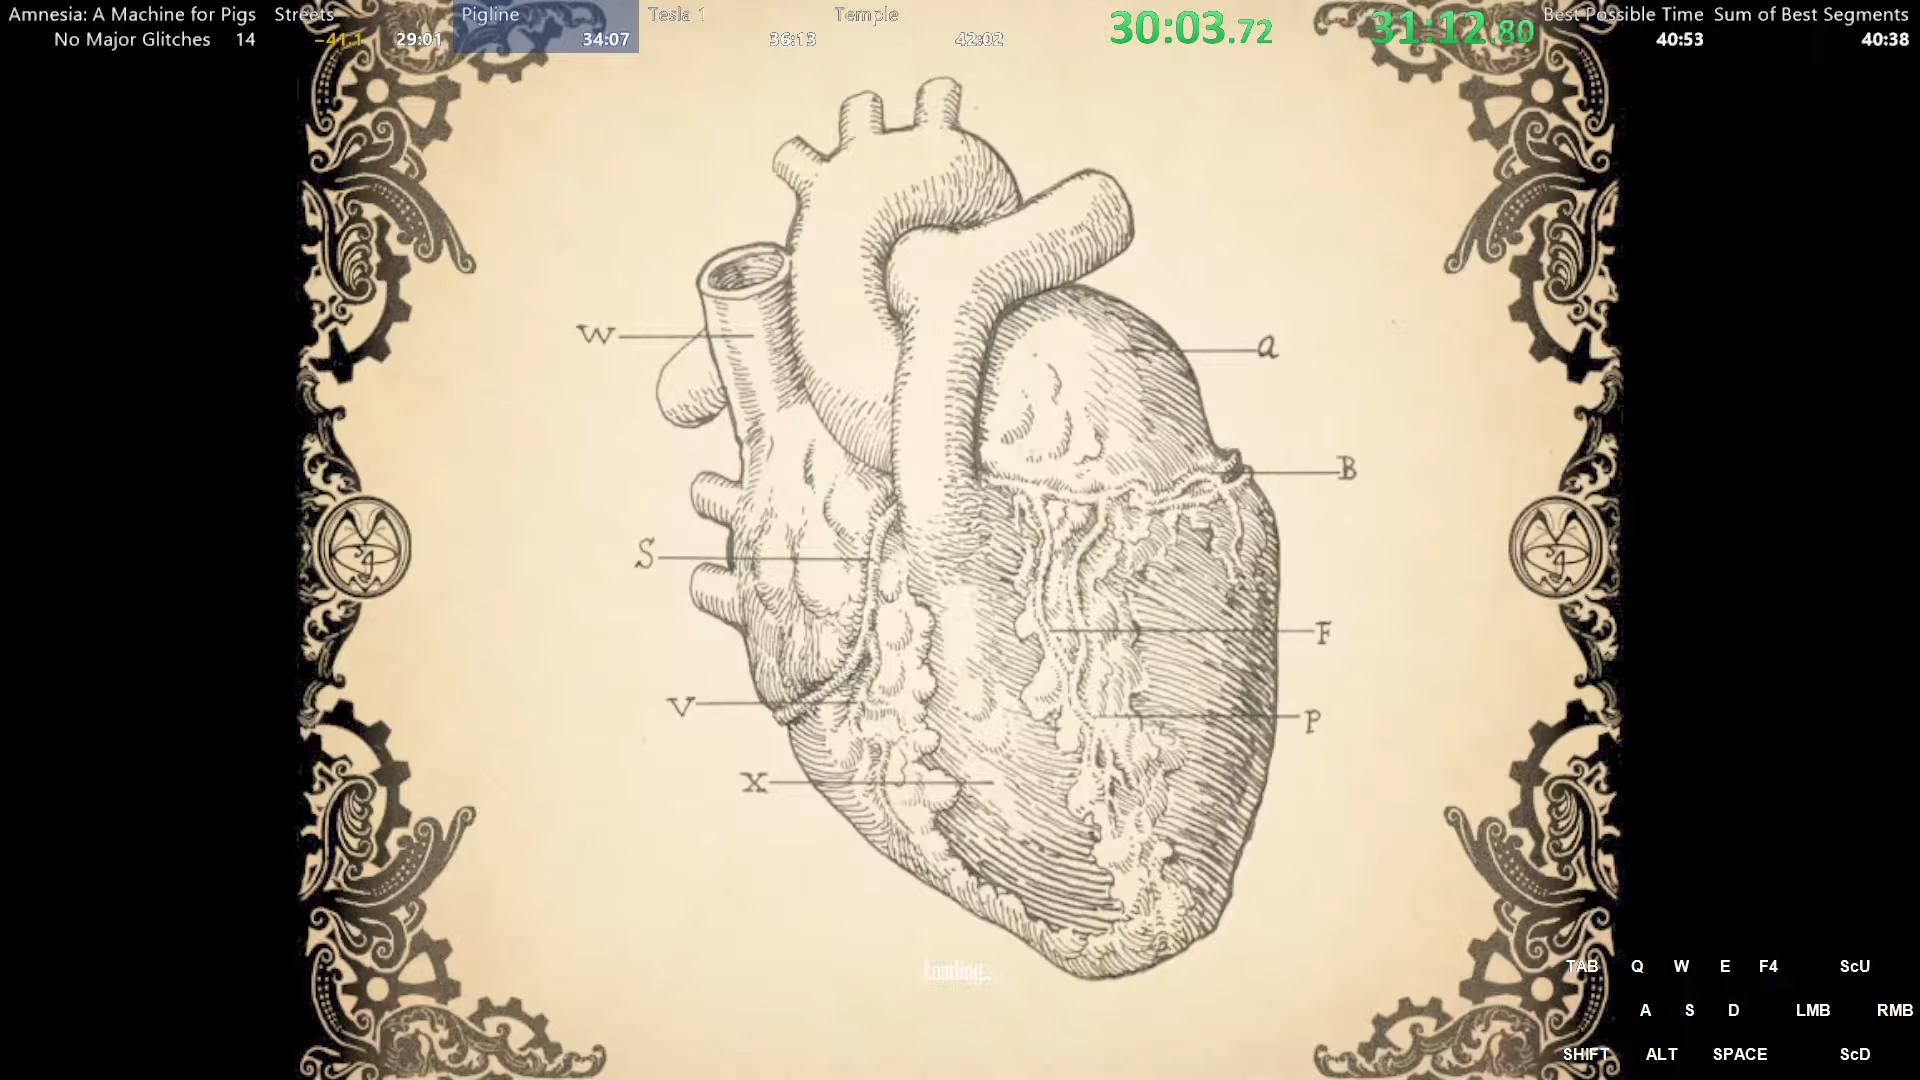 Amnesia: A Machine for Pigs
No Major Glitches 14
Streets
-41.1 29:01
Pigline
34:07
Tesla 1
36:13
Temple
42:02
30:03.72
31:12.80
Best Possible Time
40:53
Sum of Best Segments
40:38
W
a
B
S
F
V
P
X
Loading..
TAB Q W E F4 ScU
A S D LMB RMB
SHIFT ALT SPACE ScD